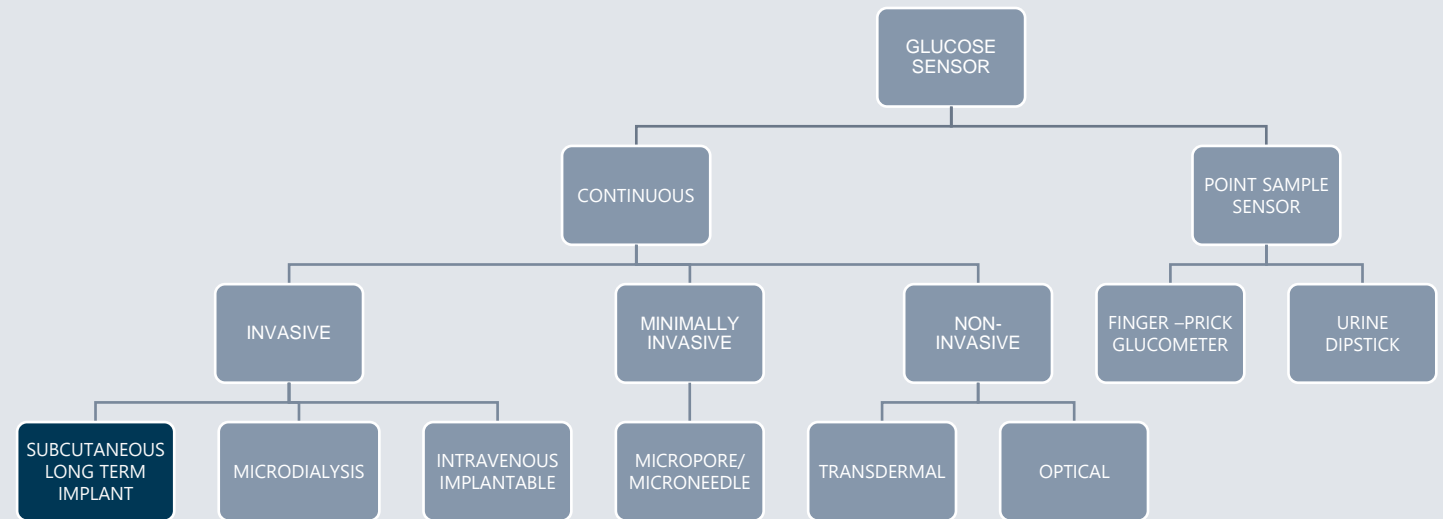 GLUCOSE
SENSOR
CONTINUOUS
POINT SAMPLE
SENSOR
INVASIVE
MINIMALLY
INVASIVE
NON-
INVASIVE
FINGER –PRICK
GLUCOMETER
URINE
DIPSTICK
SUBCUTANEOUS
LONG TERM
IMPLANT
MICRODIALYSIS
INTRAVENOUS
IMPLANTABLE
MICROPORE/
MICRONEEDLE
TRANSDERMAL
OPTICAL